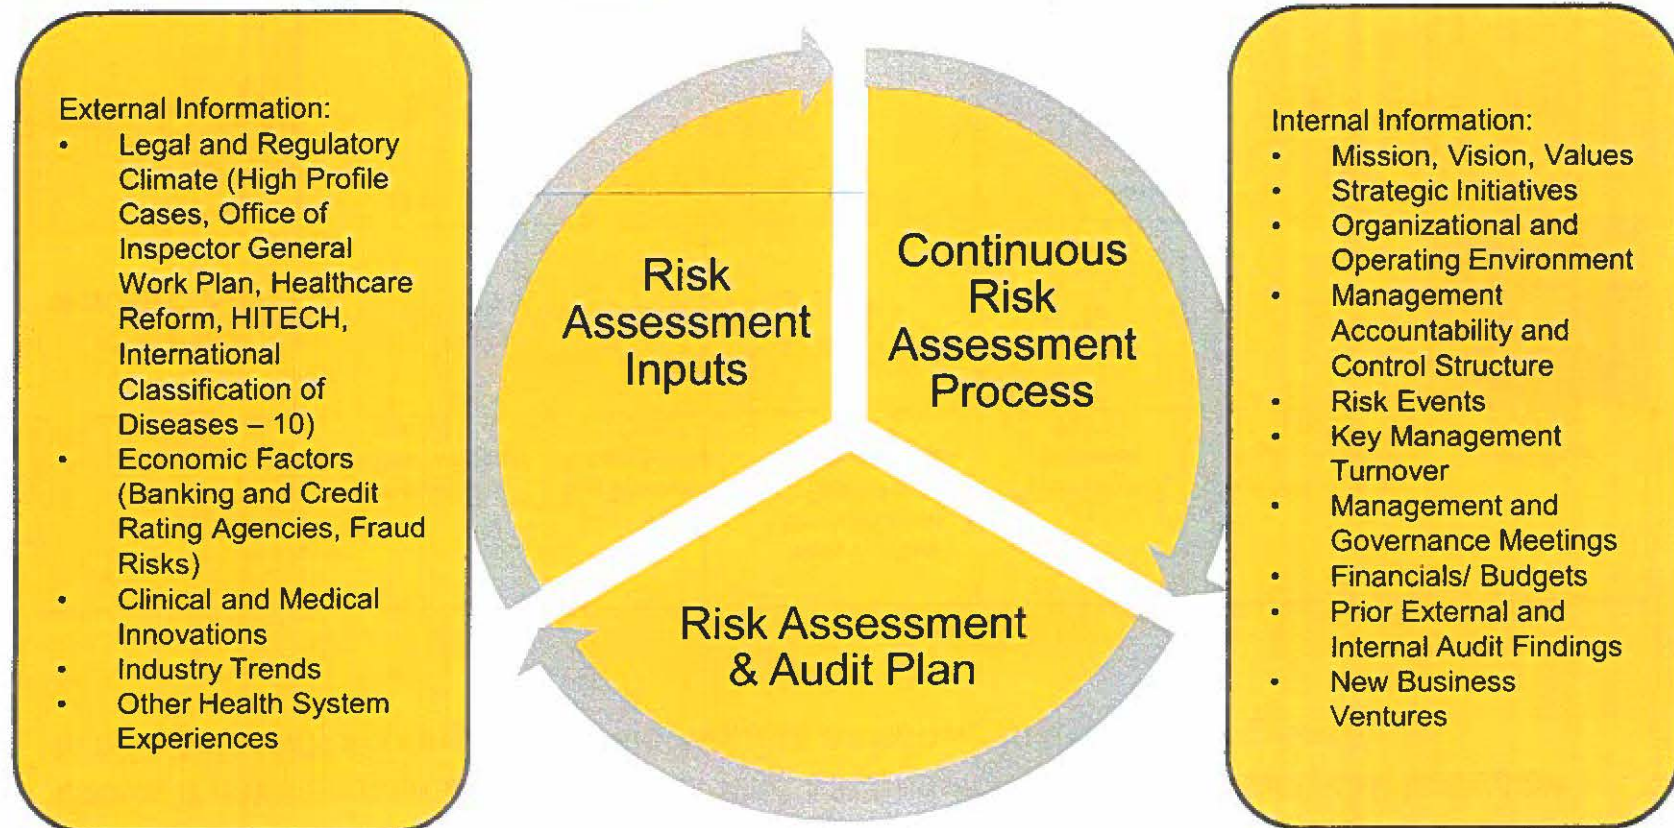 External Information:
• Legal and Regulatory
Climate (High Profile
Cases, Office of
Inspector General
Work Plan, Healthcare
Reform, HITECH,
International
Classification of
Diseases – 10)
• Economic Factors
(Banking and Credit
Rating Agencies, Fraud
Risks)
• Clinical and Medical
Innovations
• Industry Trends
• Other Health System
Experiences
Risk
Assessment
Inputs
Continuous
Risk
Assessment
Process
Risk Assessment
& Audit Plan
Internal Information:
• Mission, Vision, Values
• Strategic Initiatives
• Organizational and
Operating Environment
• Management
Accountability and
Control Structure
• Risk Events
• Key Management
Turnover
• Management and
Governance Meetings
• Financials/ Budgets
• Prior External and
Internal Audit Findings
• New Business
Ventures